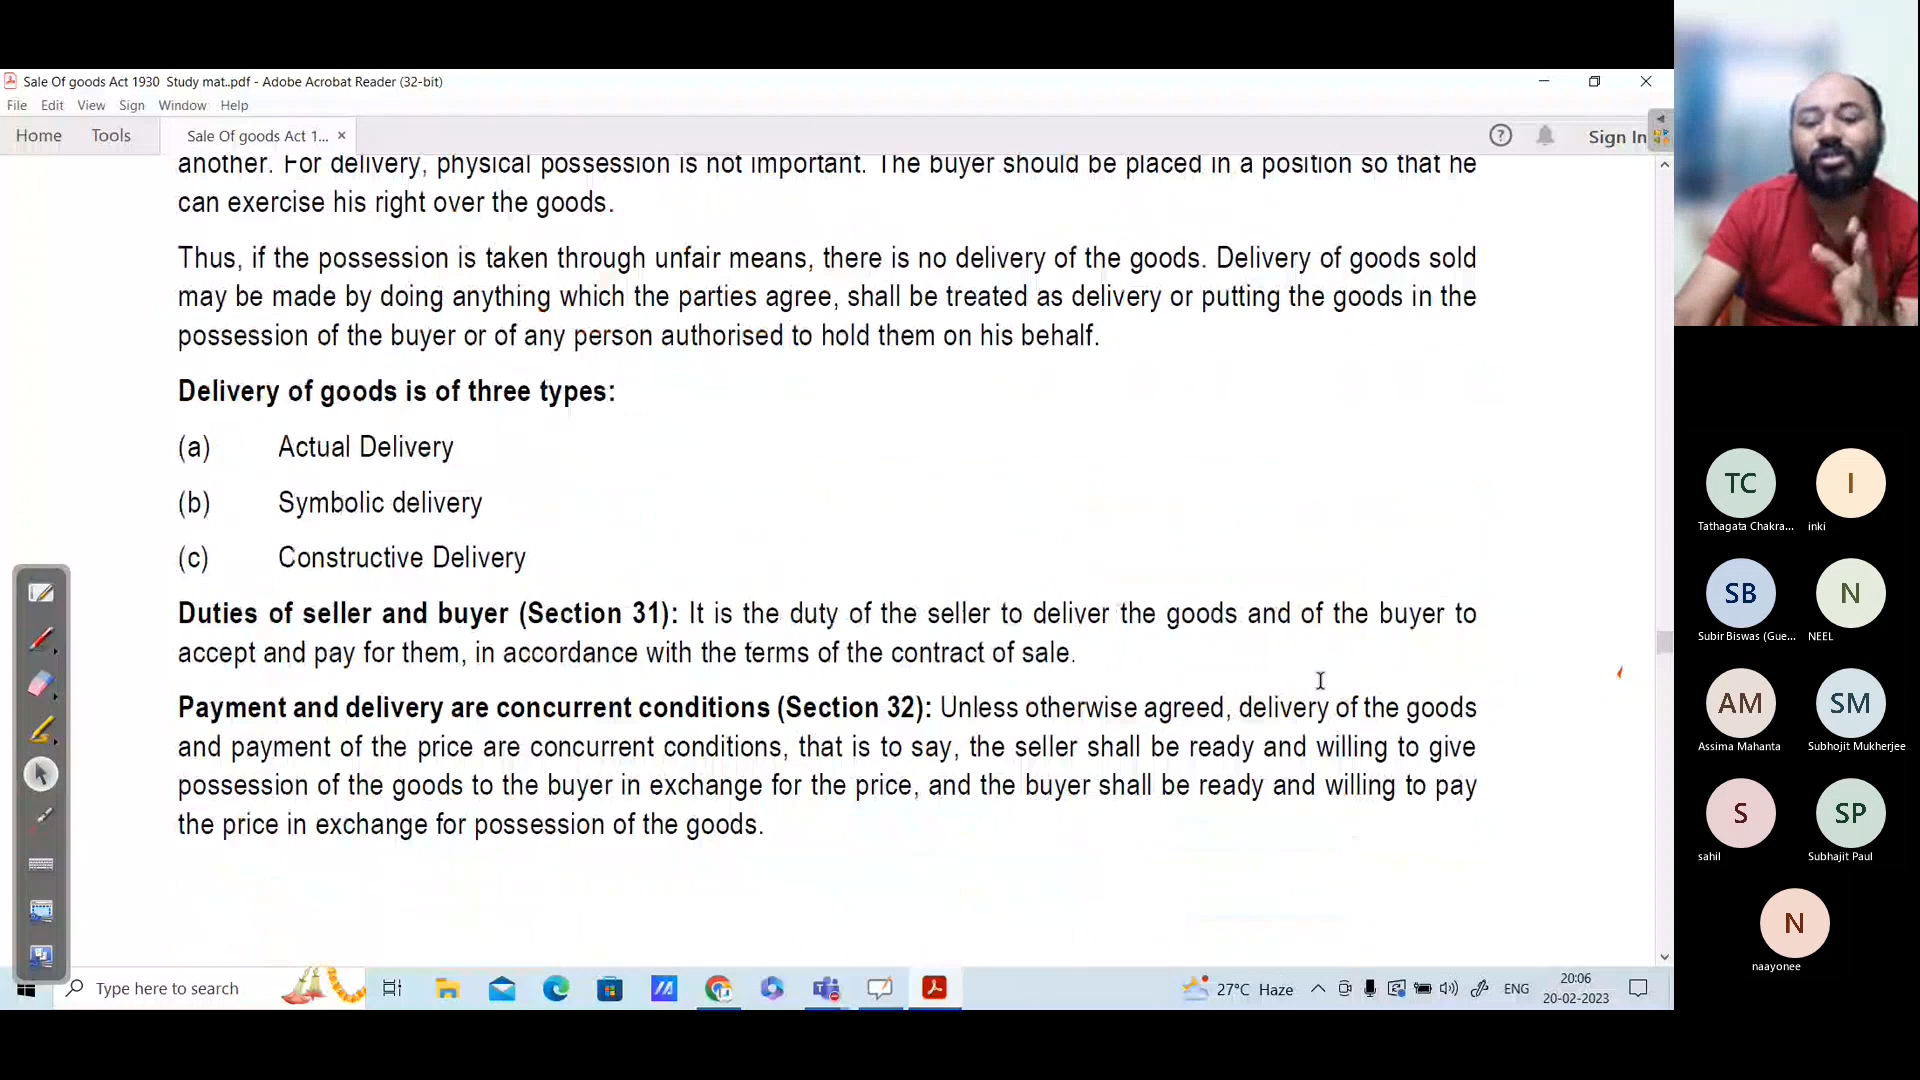 Sale Of goods Act 1930 Study mat..pdf - Adobe Acrobat Reader (32-bit)
File Edit View Sign Window Help
Home Tools Sale Of goods Act 1... × Sign In
another. For delivery, physical possession is not important. The buyer should be placed in a position so that he
can exercise his right over the goods.
Thus, if the possession is taken through unfair means, there is no delivery of the goods. Delivery of goods sold
may be made by doing anything which the parties agree, shall be treated as delivery or putting the goods in the
possession of the buyer or of any person authorised to hold them on his behalf.
Delivery of goods is of three types:
(a) Actual Delivery
(b) Symbolic delivery
(c) Constructive Delivery
Duties of seller and buyer (Section 31): It is the duty of the seller to deliver the goods and of the buyer to
accept and pay for them, in accordance with the terms of the contract of sale.
Payment and delivery are concurrent conditions (Section 32): Unless otherwise agreed, delivery of the goods
and payment of the price are concurrent conditions, that is to say, the seller shall be ready and willing to give
possession of the goods to the buyer in exchange for the price, and the buyer shall be ready and willing to pay
the price in exchange for possession of the goods.
Type here to search
27°C Haze
ENG
20:06
20-02-2023
TC I
Tathagata Chakra... inki
SB N
Subir Biswas (Gue... NEEL
AM SM
Assima Mahanta Subhojit Mukherjee
S SP
sahil Subhajit Paul
N
naayonee